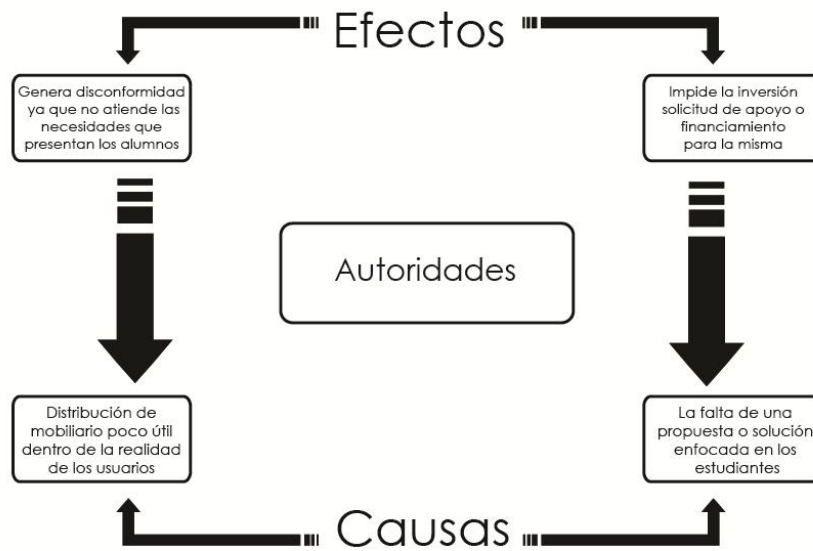 Efectos
Genera disconformidad
ya que no atiende las
necesidades que
presentan los alumnos
Impide la inversión
solicitud de apoyo o
financiamiento
para la misma
Autoridades
Distribución de
mobiliario poco útil
dentro de la realidad
de los usuarios
La falta de una
propuesta o solución
enfocada en los
estudiantes
Causas